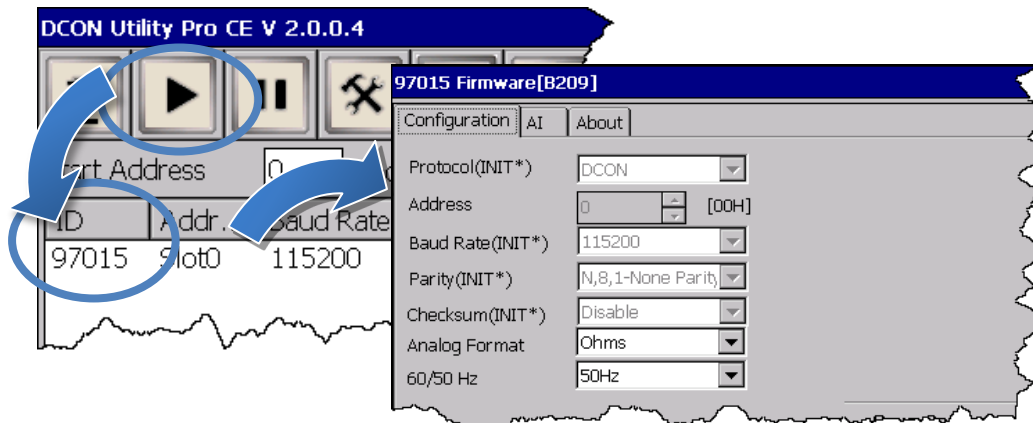 DCON Utility Pro CE V 2.0.0.4
Address 0
ID Addr. Baud Rate
97015 Slot0 115200
97015 Firmware[B209]
Configuration AI About
Protocol(INIT*) DCON
Address 0 [00H]
Baud Rate(INIT*) 115200
Parity(INIT*) N,8,1-None Parity
Checksum(INIT*) Disable
Analog Format Ohms
60/50 Hz 50Hz